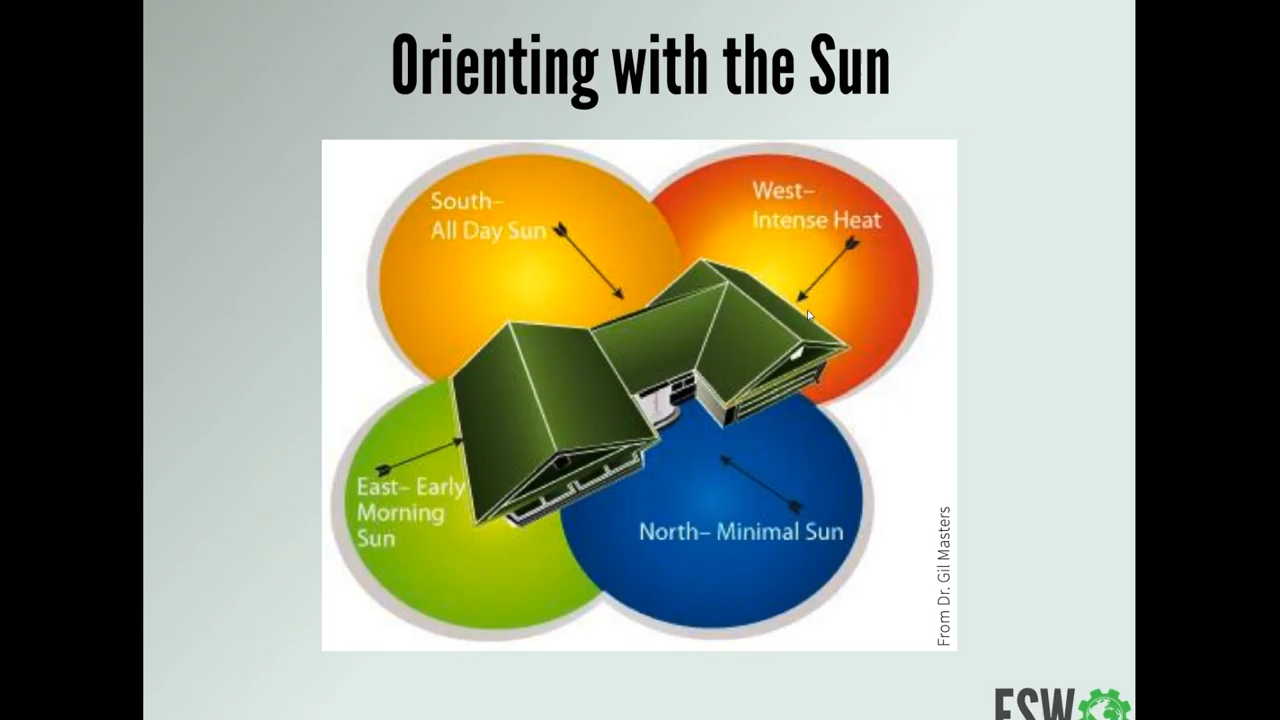 Orienting with the Sun
South–
All Day Sun
West–
Intense Heat
East– Early
Morning
Sun
North– Minimal Sun
From Dr. Gil Masters
ESW